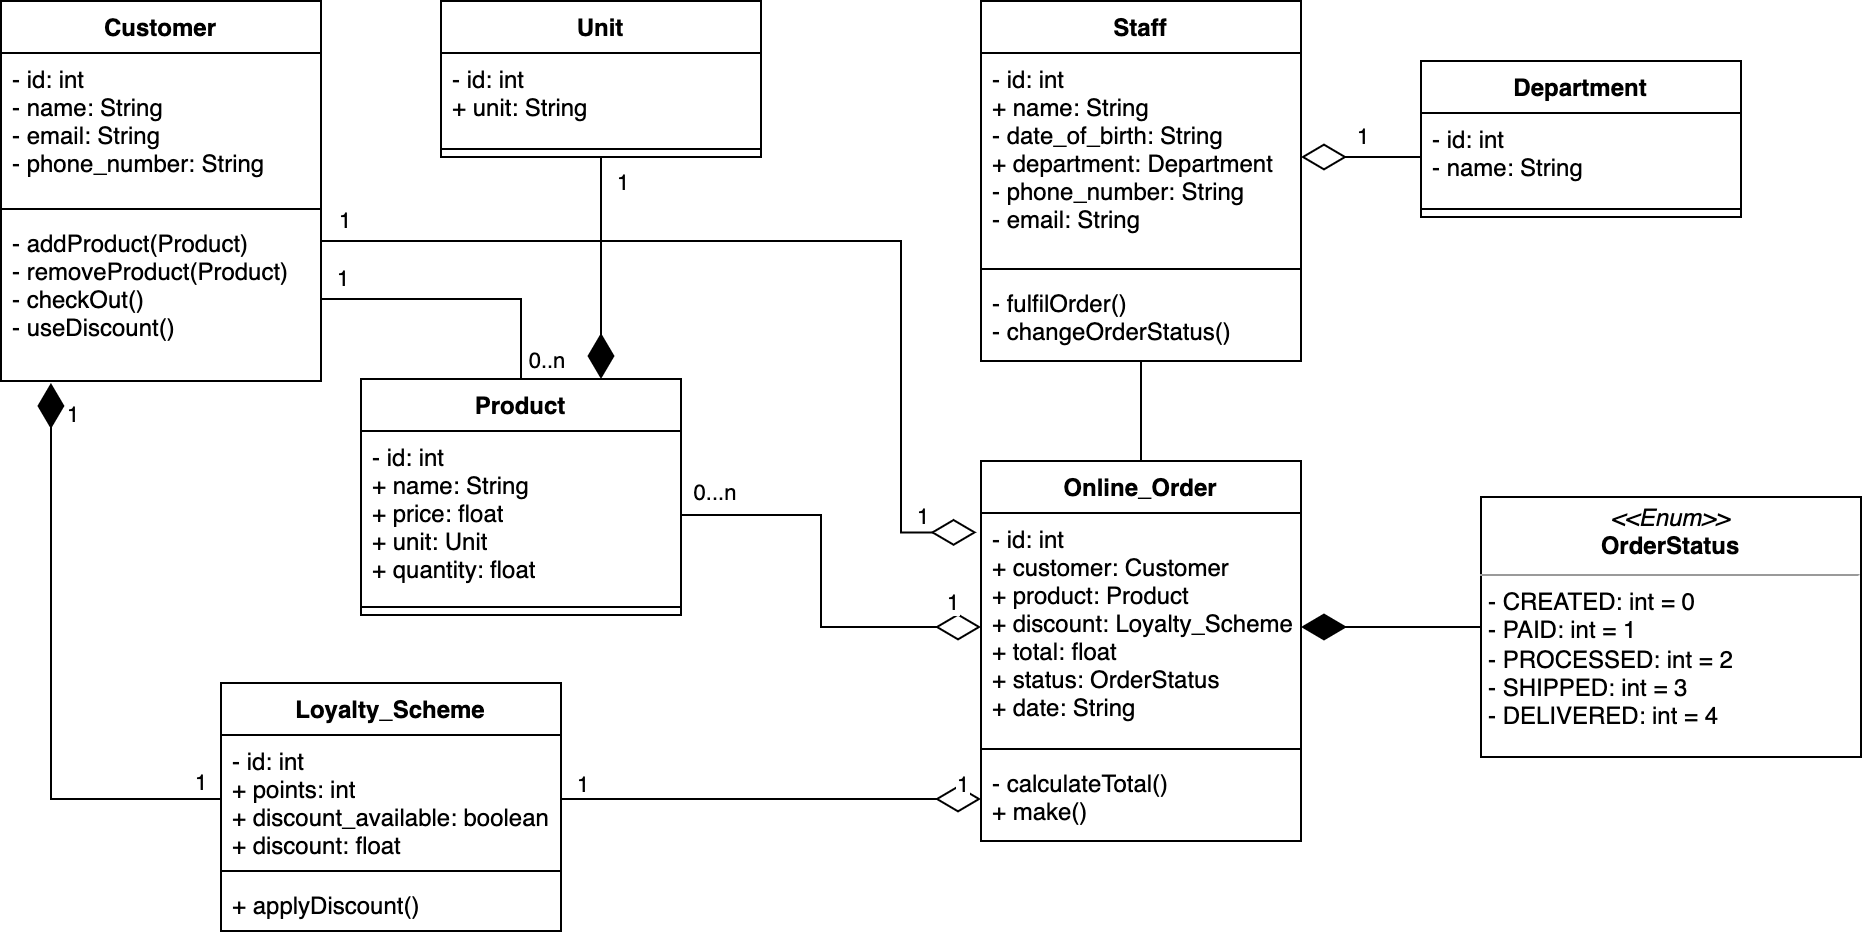 Customer
- id: int
- name: String
- email: String
- phone_number: String
- addProduct(Product)
- removeProduct(Product)
- checkOut()
- useDiscount()
Unit
- id: int
+ unit: String
Staff
- id: int
+ name: String
- date_of_birth: String
+ department: Department
- phone_number: String
- email: String
- fulfilOrder()
- changeOrderStatus()
1
Department
- id: int
- name: String
1
1
1
0..n
1
Product
- id: int
+ name: String
+ price: float
+ unit: Unit
+ quantity: float
0...n
1
1
Online_Order
- id: int
+ customer: Customer
+ product: Product
+ discount: Loyalty_Scheme
+ total: float
+ status: OrderStatus
+ date: String
- calculateTotal()
+ make()
<<Enum>>
OrderStatus
- CREATED: int = 0
- PAID: int = 1
- PROCESSED: int = 2
- SHIPPED: int = 3
- DELIVERED: int = 4
1
Loyalty_Scheme
- id: int
+ points: int
+ discount_available: boolean
+ discount: float
+ applyDiscount()
1
1